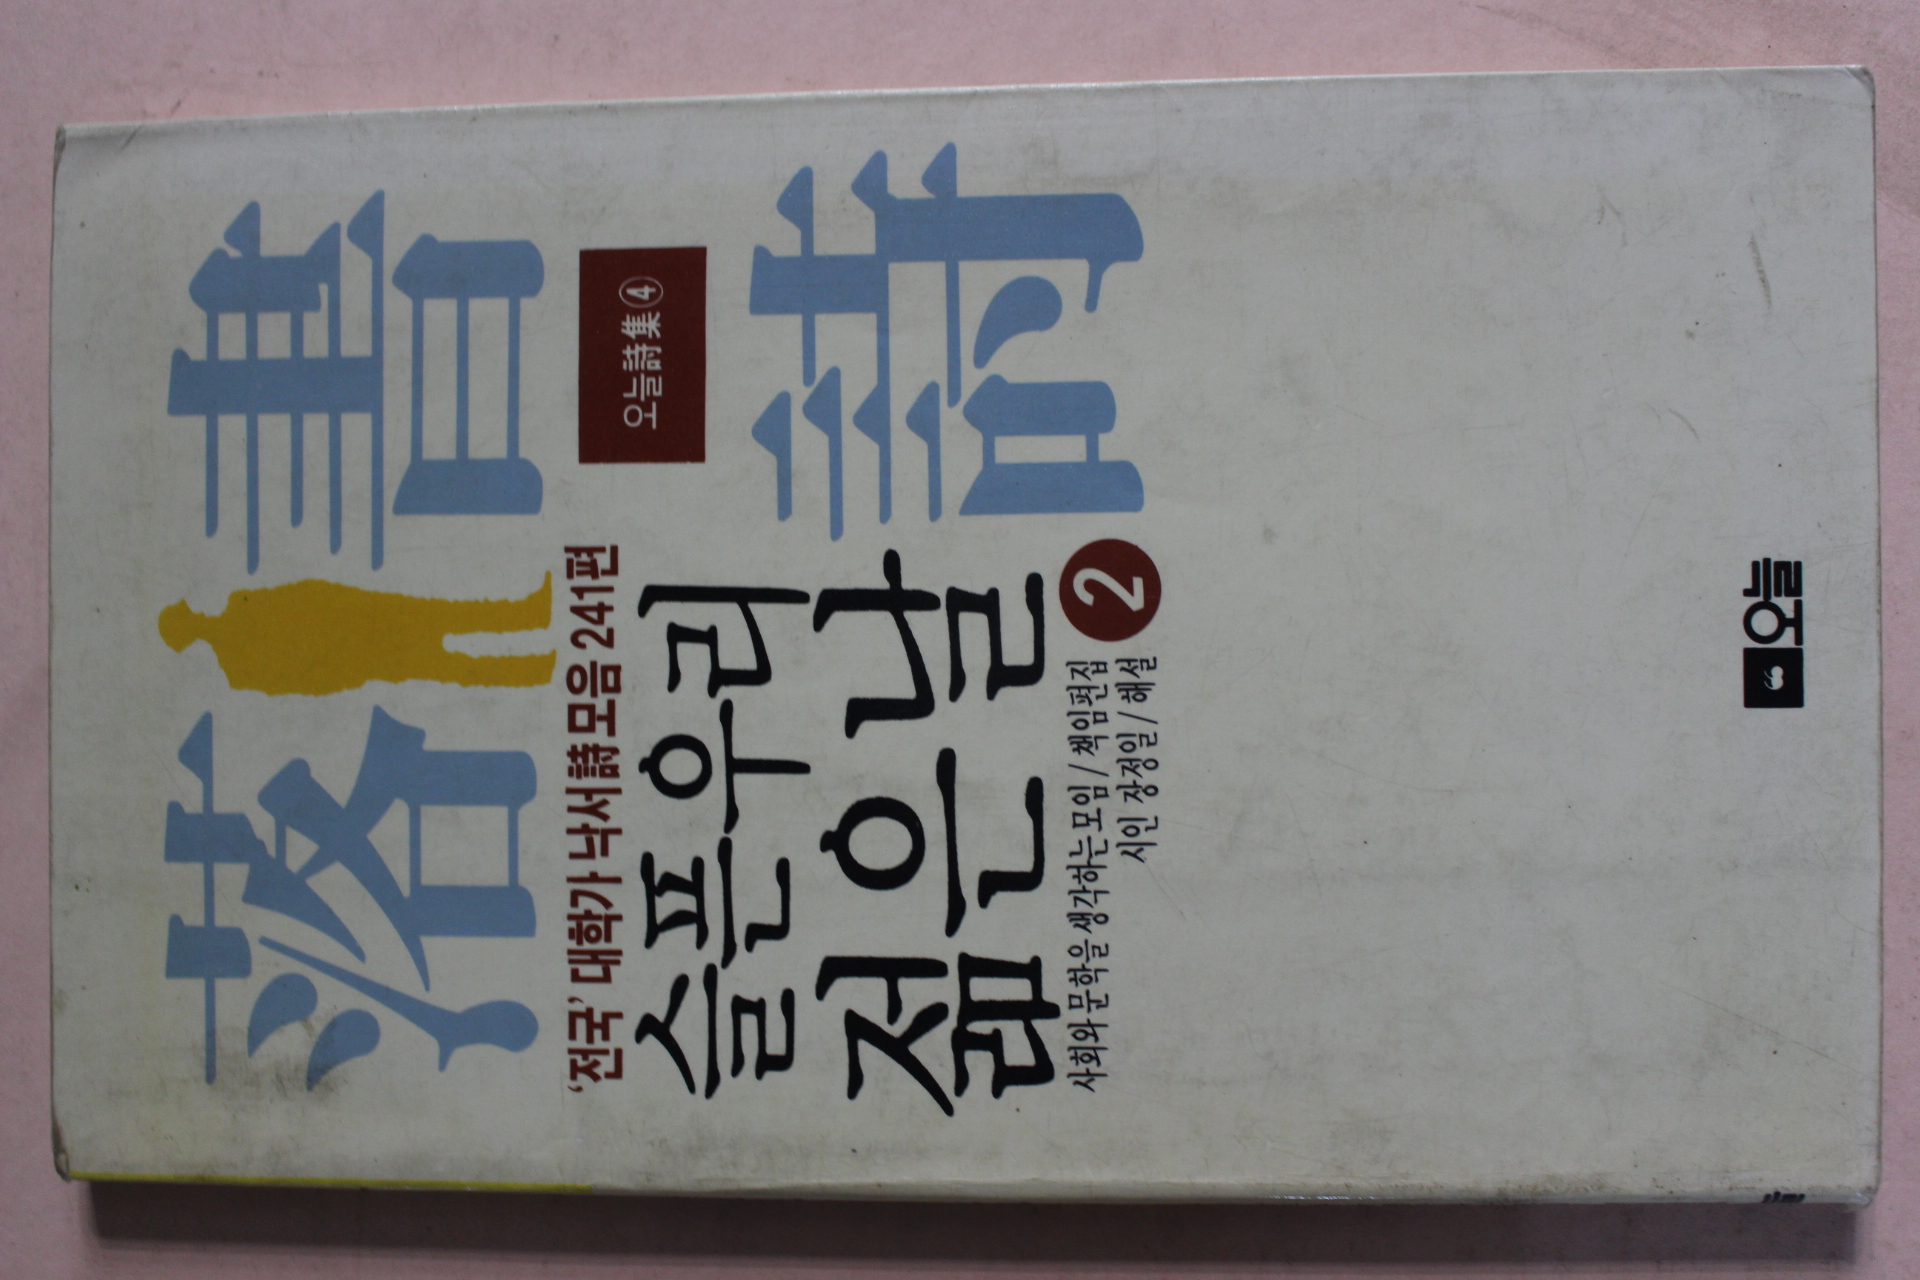 落書
詩
오늘詩集④
‘전국’ 대학가 낙서詩 모음 241편
슬픈우리
젊은날
2
사회와 문학을 생각하는 모임 / 책임편집
시인 장정일 / 해설
오늘